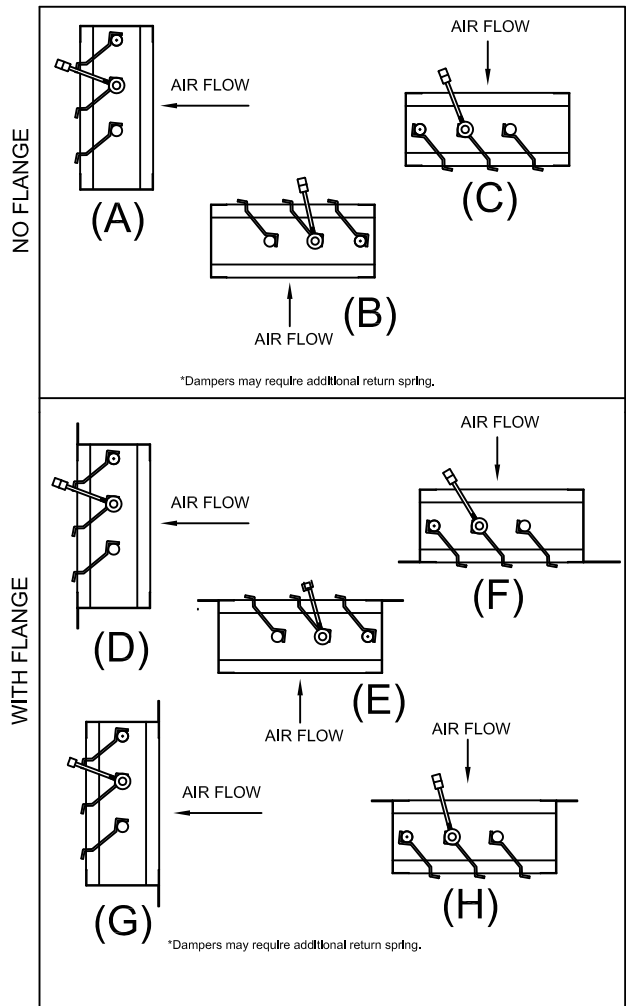 NO FLANGE
AIR FLOW
(A)
AIR FLOW
(C)
(B)
AIR FLOW
*Dampers may require additional return spring.
WITH FLANGE
AIR FLOW
(D)
AIR FLOW
(F)
(E)
AIR FLOW
AIR FLOW
(G)
AIR FLOW
(H)
*Dampers may require additional return spring.